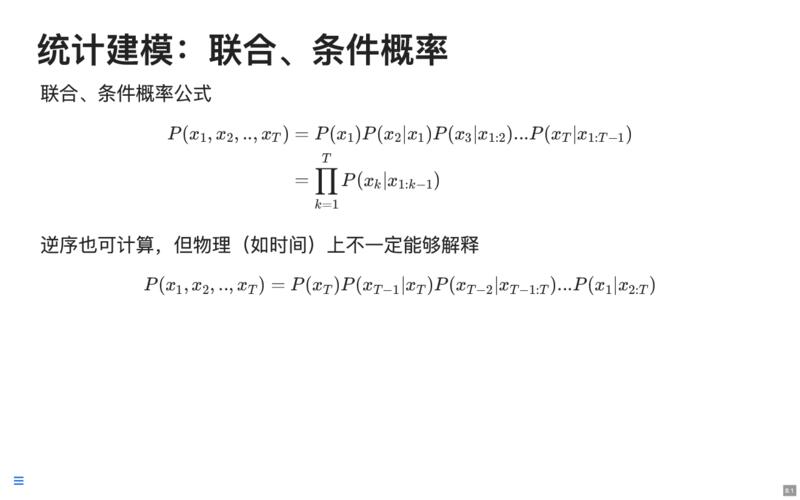 统计建模：联合、条件概率
联合、条件概率公式
P(x_1, x_2, .., x_T) = P(x_1)P(x_2|x_1)P(x_3|x_{1:2})...P(x_T|x_{1:T−1})
= ∏_{k=1}^{T} P(x_k|x_{1:k−1})
逆序也可计算，但物理（如时间）上不一定能够解释
P(x_1, x_2, .., x_T) = P(x_T)P(x_{T−1}|x_T)P(x_{T−2}|x_{T−1:T})...P(x_1|x_{2:T})
8.1